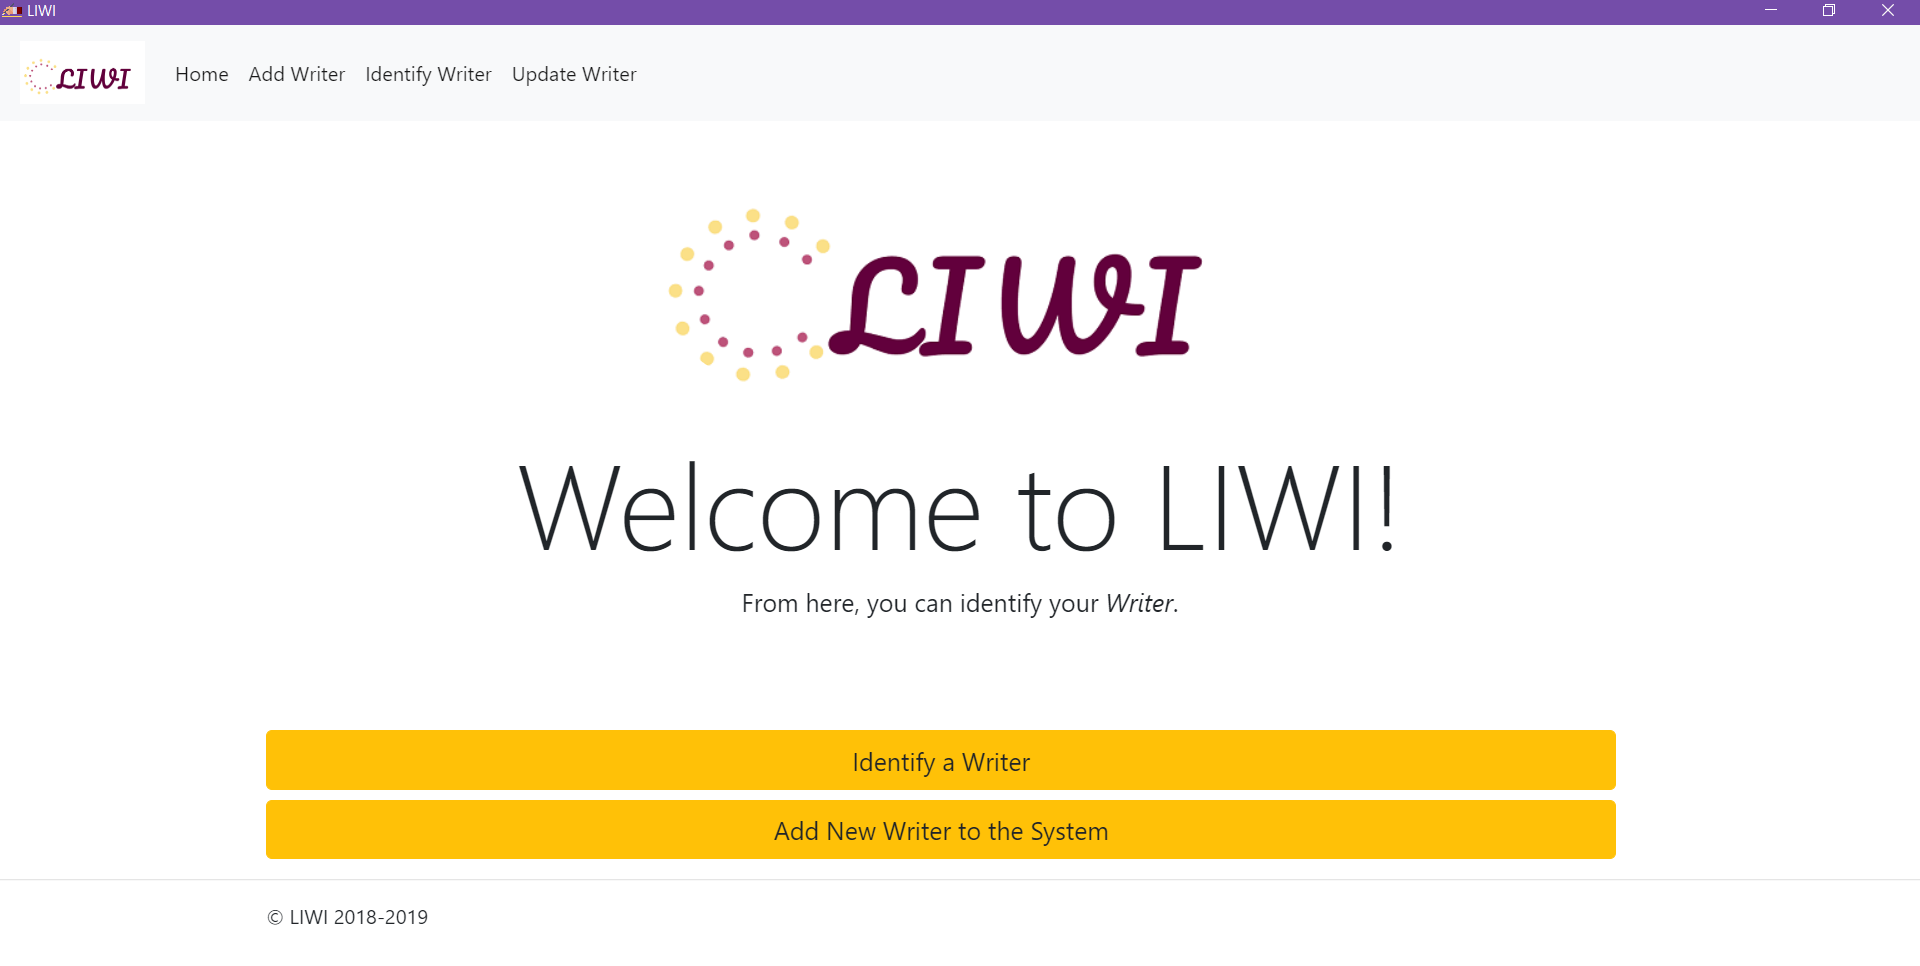 LIWI
LIWI
Home Add Writer Identify Writer Update Writer
LIWI
Welcome to LIWI!
From here, you can identify your Writer.
Identify a Writer
Add New Writer to the System
© LIWI 2018-2019